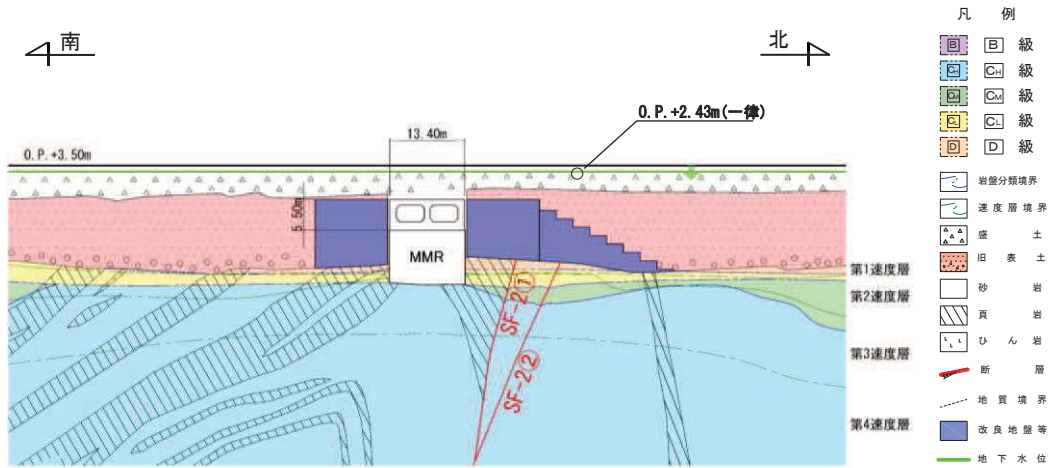 南
北
O.P.+2.43m(一律)
13.40m
O.P.+3.50m
5.50m
MMR
SF-2①
SF-2②
第1速度層
第2速度層
第3速度層
第4速度層
凡 例
B B 級
CH CH 級
CM CM 級
CL CL 級
D D 級
岩盤分類境界
速度層境界
盛 土
旧 表 土
砂 岩
頁 岩
ひ ん 岩
断 層
地 質 境 界
改 良 地 盤 等
地 下 水 位